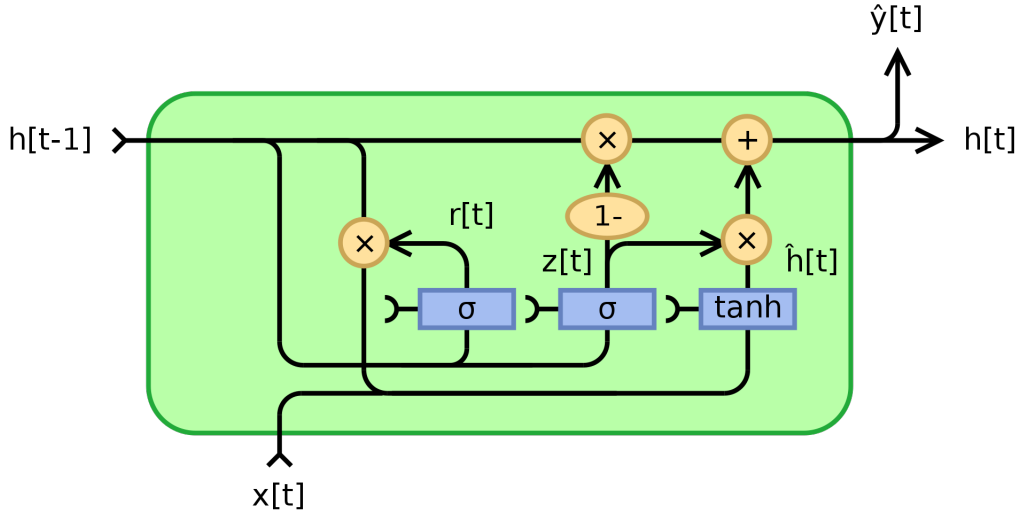 ŷ[t]
h[t-1]
× +
h[t]
r[t]
1-
×
z[t]
×
ĥ[t]
σ σ tanh
x[t]